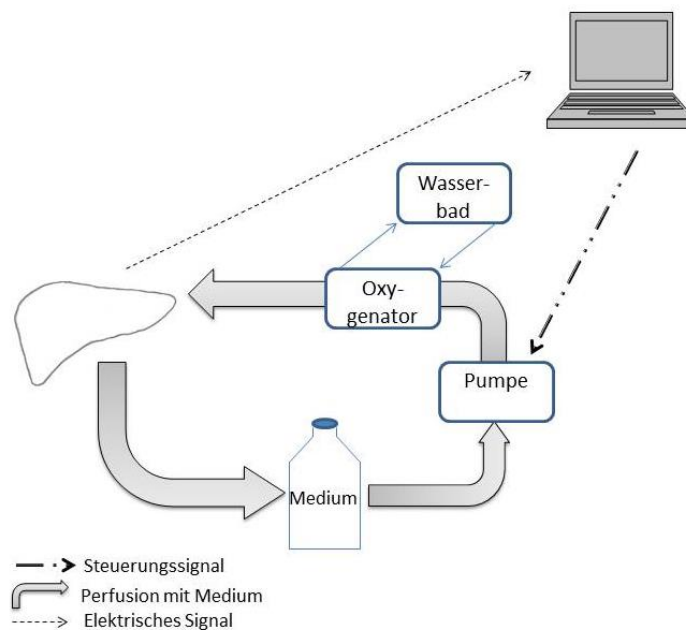 Wasser-
bad
Oxy-
genator
Pumpe
Medium
Steuerungssignal
Perfusion mit Medium
Elektrisches Signal